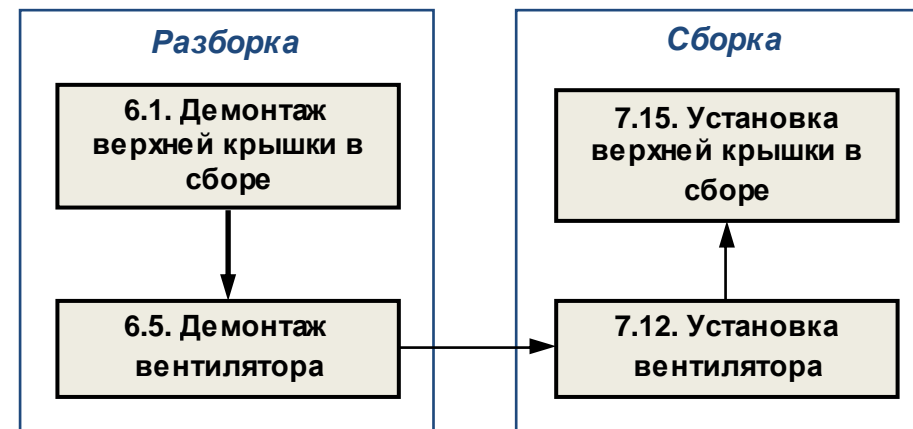 Разборка
6.1. Демонтаж
верхней крышки в
сборе
6.5. Демонтаж
вентилятора
Сборка
7.15. Установка
верхней крышки в
сборе
7.12. Установка
вентилятора